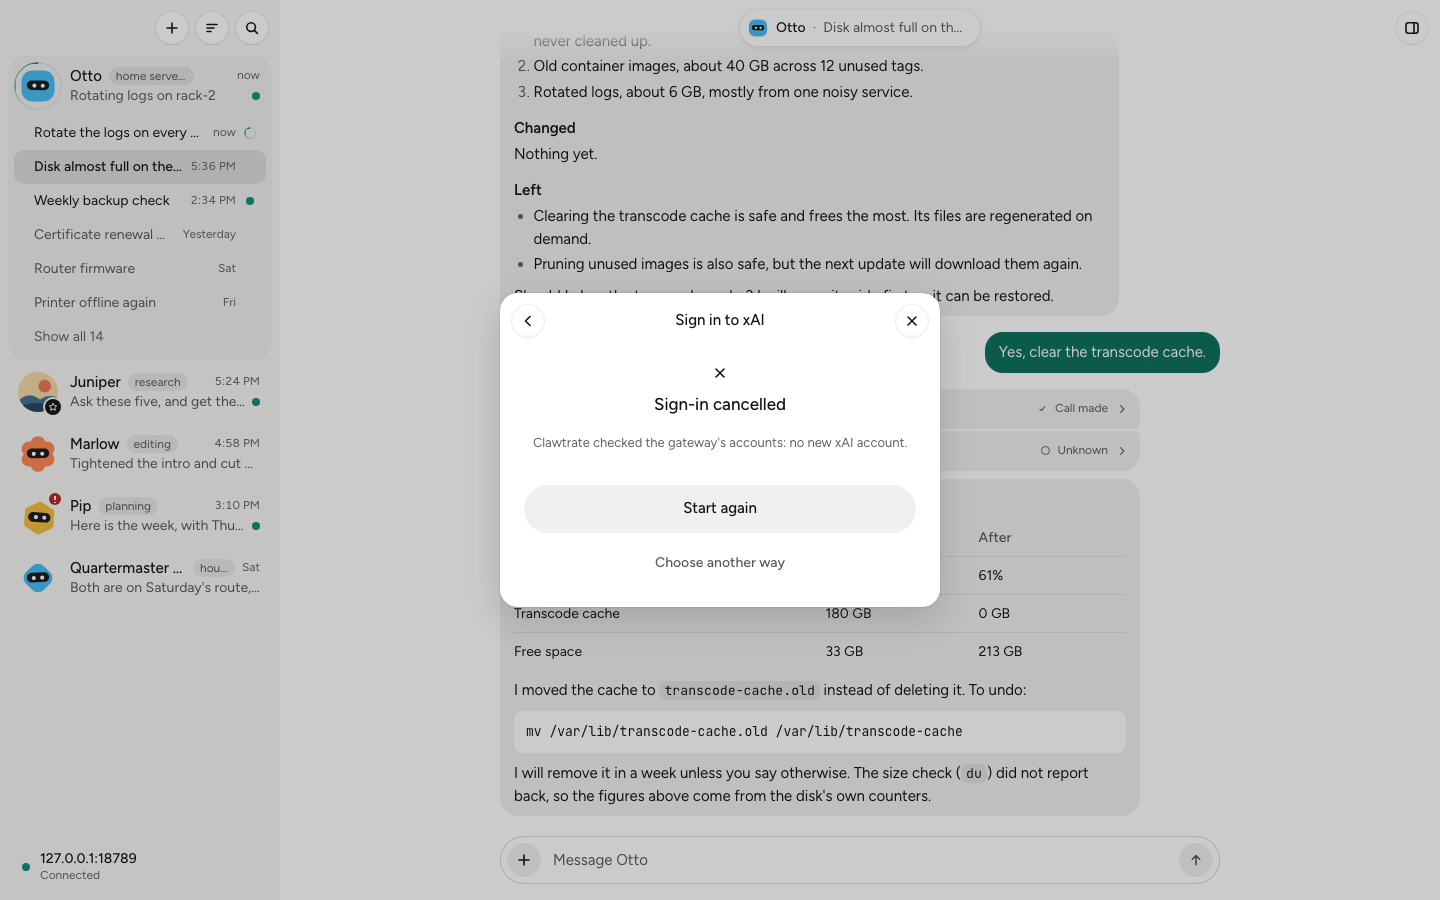 Otto
home serve...
now
Rotating logs on rack-2
Rotate the logs on every ...
now
Disk almost full on the...
5:36 PM
Weekly backup check
2:34 PM
Certificate renewal ...
Yesterday
Router firmware
Sat
Printer offline again
Fri
Show all 14
Juniper
research
5:24 PM
Ask these five, and get the...
Marlow
editing
4:58 PM
Tightened the intro and cut ...
Pip
planning
3:10 PM
Here is the week, with Thu...
Quartermaster ...
hou...
Sat
Both are on Saturday's route,...
127.0.0.1:18789
Connected
Otto · Disk almost full on th...
never cleaned up.
2. Old container images, about 40 GB across 12 unused tags.
3. Rotated logs, about 6 GB, mostly from one noisy service.
Changed
Nothing yet.
Left
• Clearing the transcode cache is safe and frees the most. Its files are regenerated on
demand.
• Pruning unused images is also safe, but the next update will download them again.
it can be restored.
Yes, clear the transcode cache.
Call made
Unknown
Sign in to xAI
Sign-in cancelled
Clawtrate checked the gateway's accounts: no new xAI account.
Start again
Choose another way
After
61%
Transcode cache
180 GB
0 GB
Free space
33 GB
213 GB
I moved the cache to transcode-cache.old instead of deleting it. To undo:
mv /var/lib/transcode-cache.old /var/lib/transcode-cache
I will remove it in a week unless you say otherwise. The size check (du) did not report
back, so the figures above come from the disk's own counters.
Message Otto